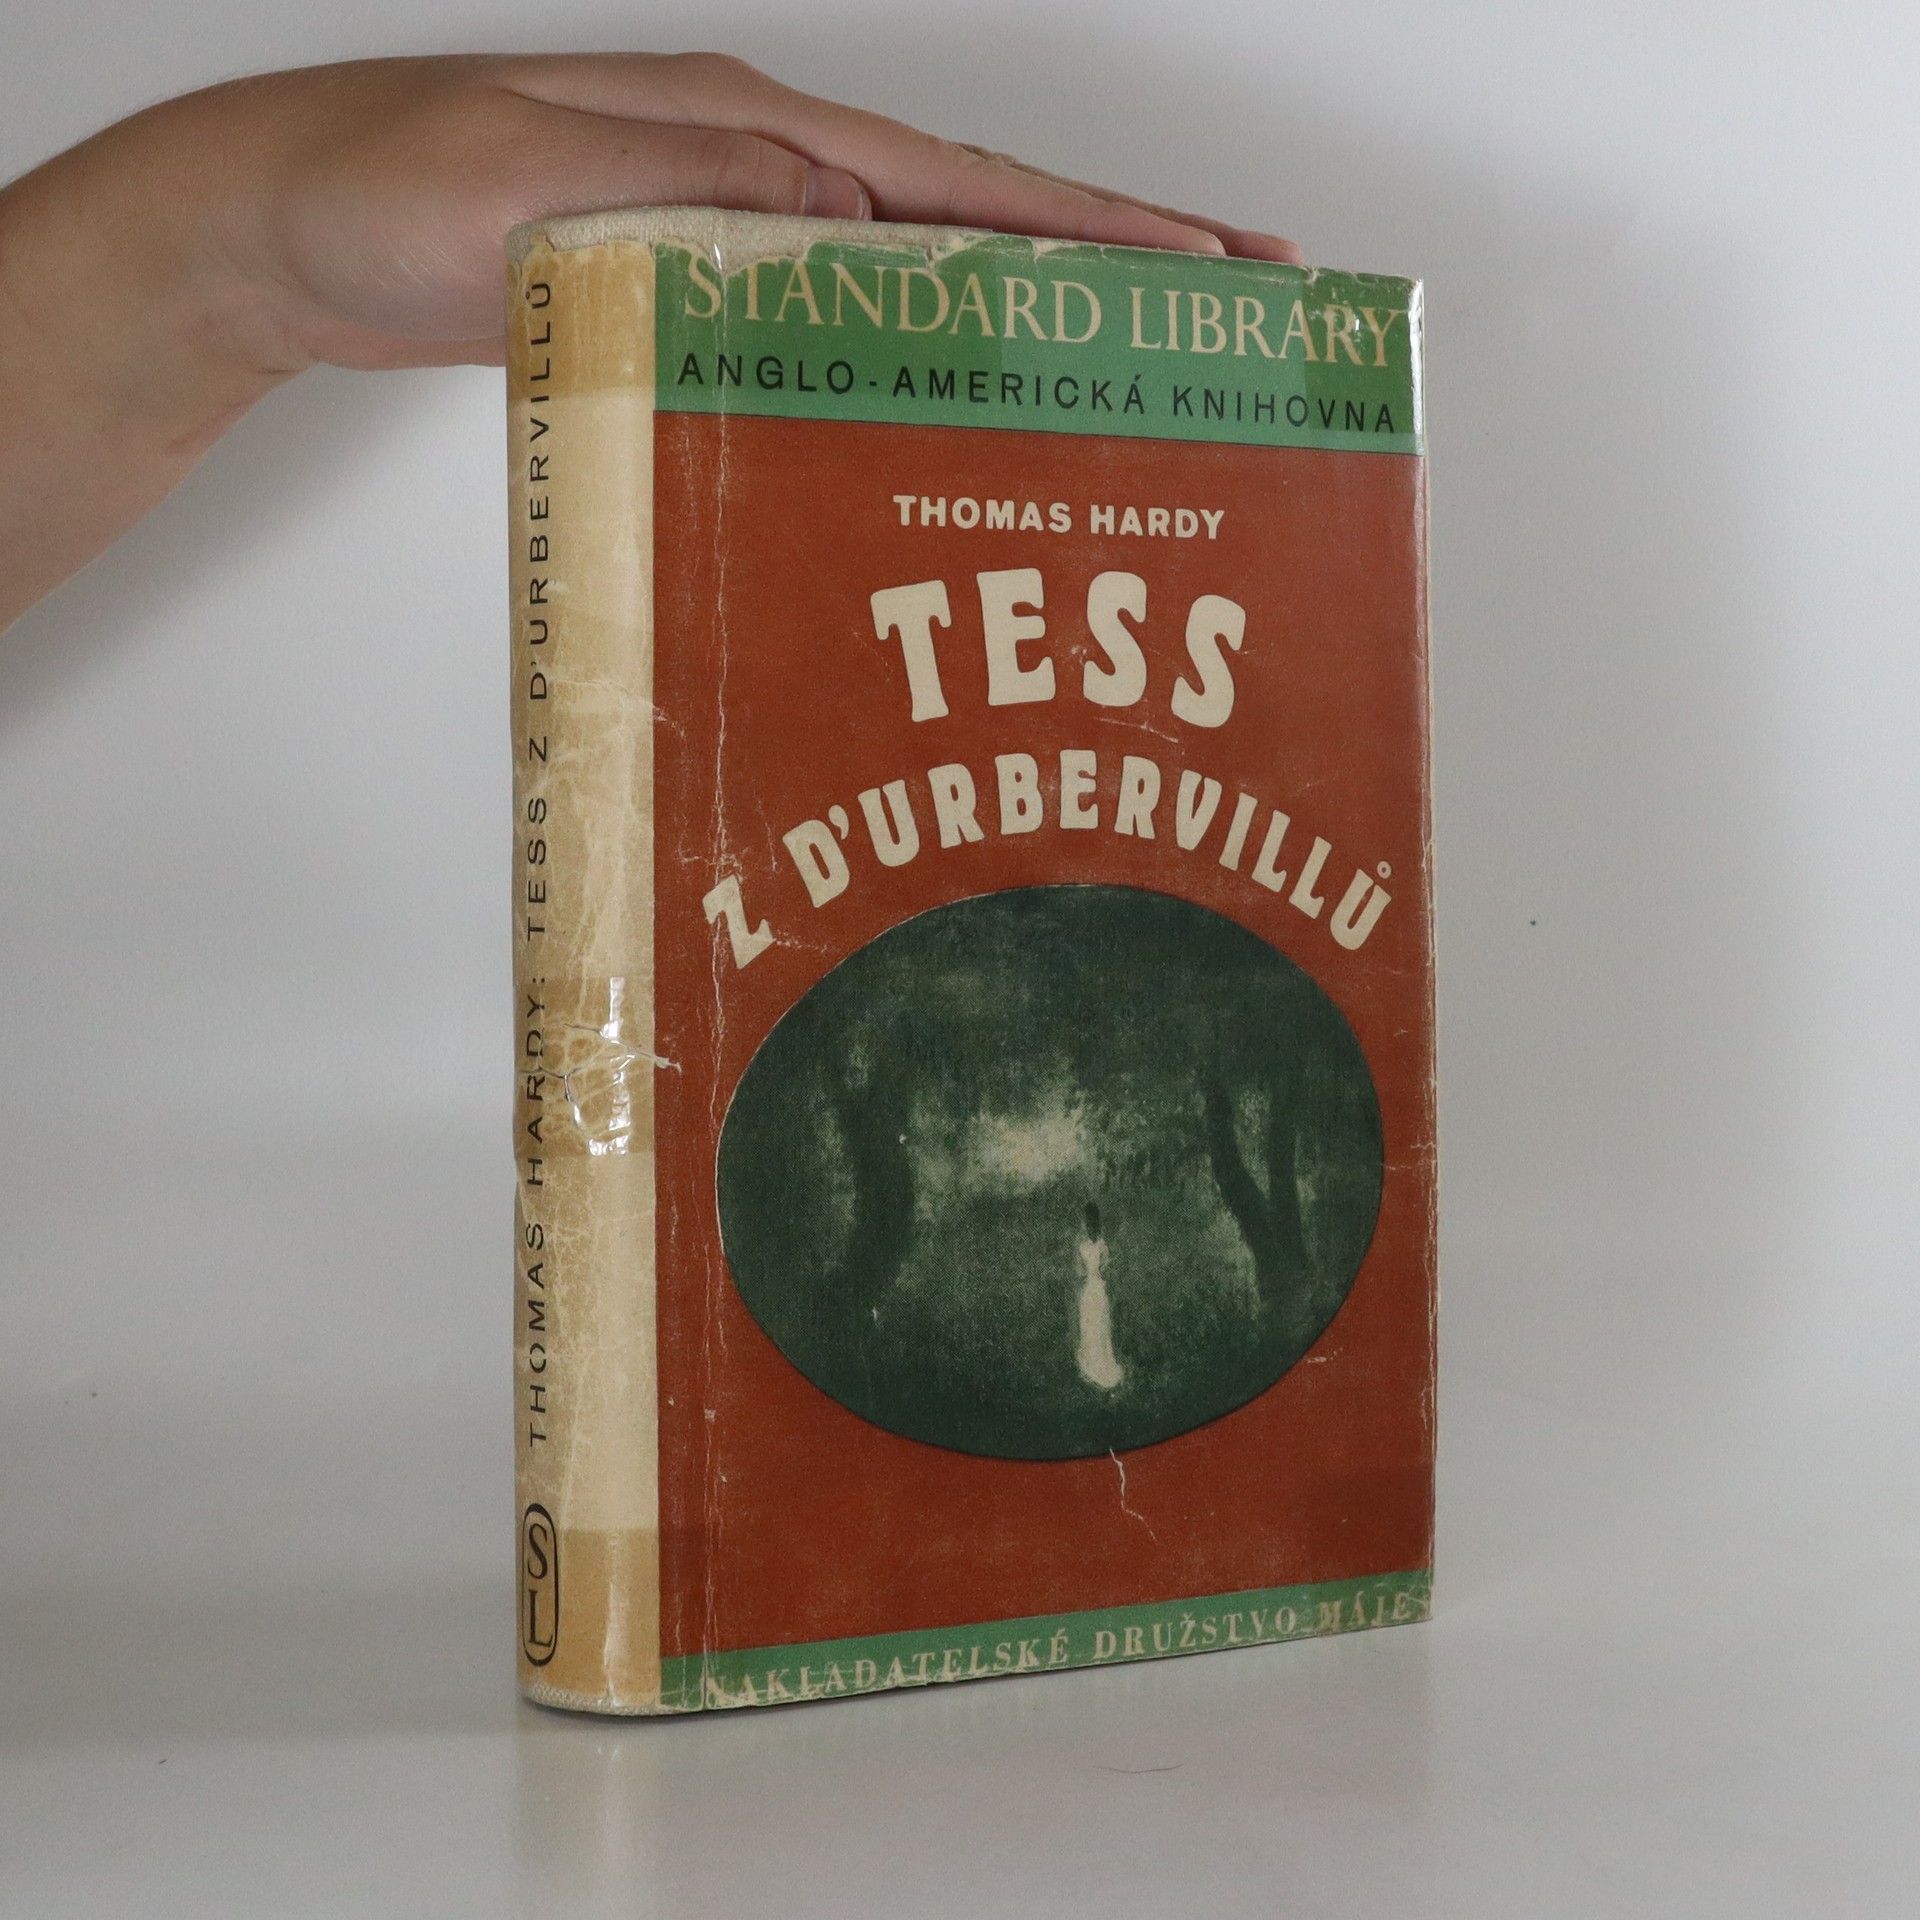 STANDARD LIBRARY
ANGLO-AMERICKÁ KNIHOVNA
THOMAS HARDY
TESS
Z D'URBERVILLŮ
NAKLADATELSKÉ DRUŽSTVO MÁJE
THOMAS HARDY: TESS Z D'URBERVILLŮ
SL